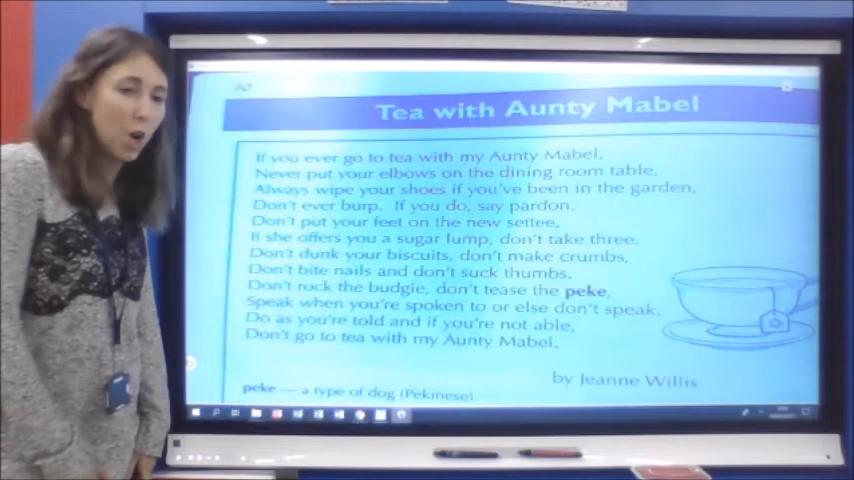 Tea with Aunty Mabel
If you ever go to tea with my Aunty Mabel,
Never put your elbows on the dining room table,
Always wipe your shoes if you've been in the garden,
Don't ever burp. If you do, say pardon.
Don't put your feet on the new settee,
If she offers you a sugar lump, don't take three.
Don't dunk your biscuits, don't make crumbs,
Don't bite nails and don't suck thumbs.
Don't rock the budgie, don't tease the peke,
Speak when you're spoken to or else don't speak.
Do as you're told and if you're not able,
Don't go to tea with my Aunty Mabel.
by Jeanne Willis
peke — a type of dog (Pekinese)